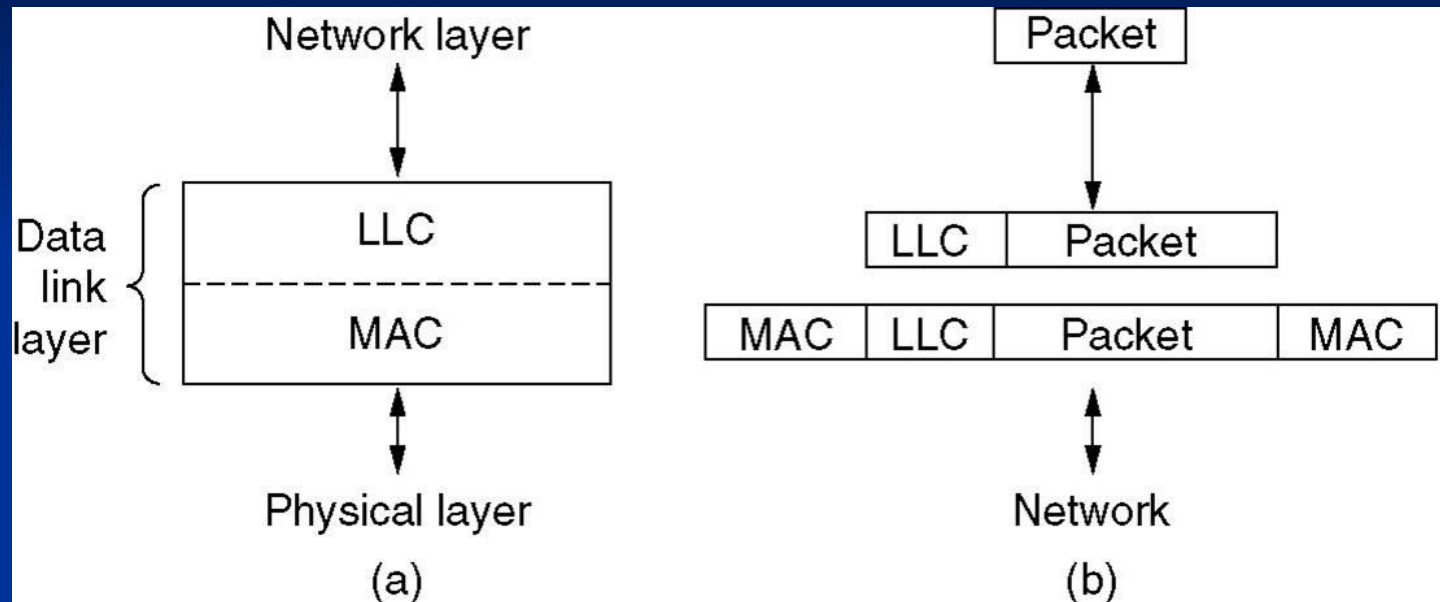 Network layer
Data
link
layer
LLC
MAC
Physical layer
(a)
Packet
LLC Packet
MAC LLC Packet MAC
Network
(b)